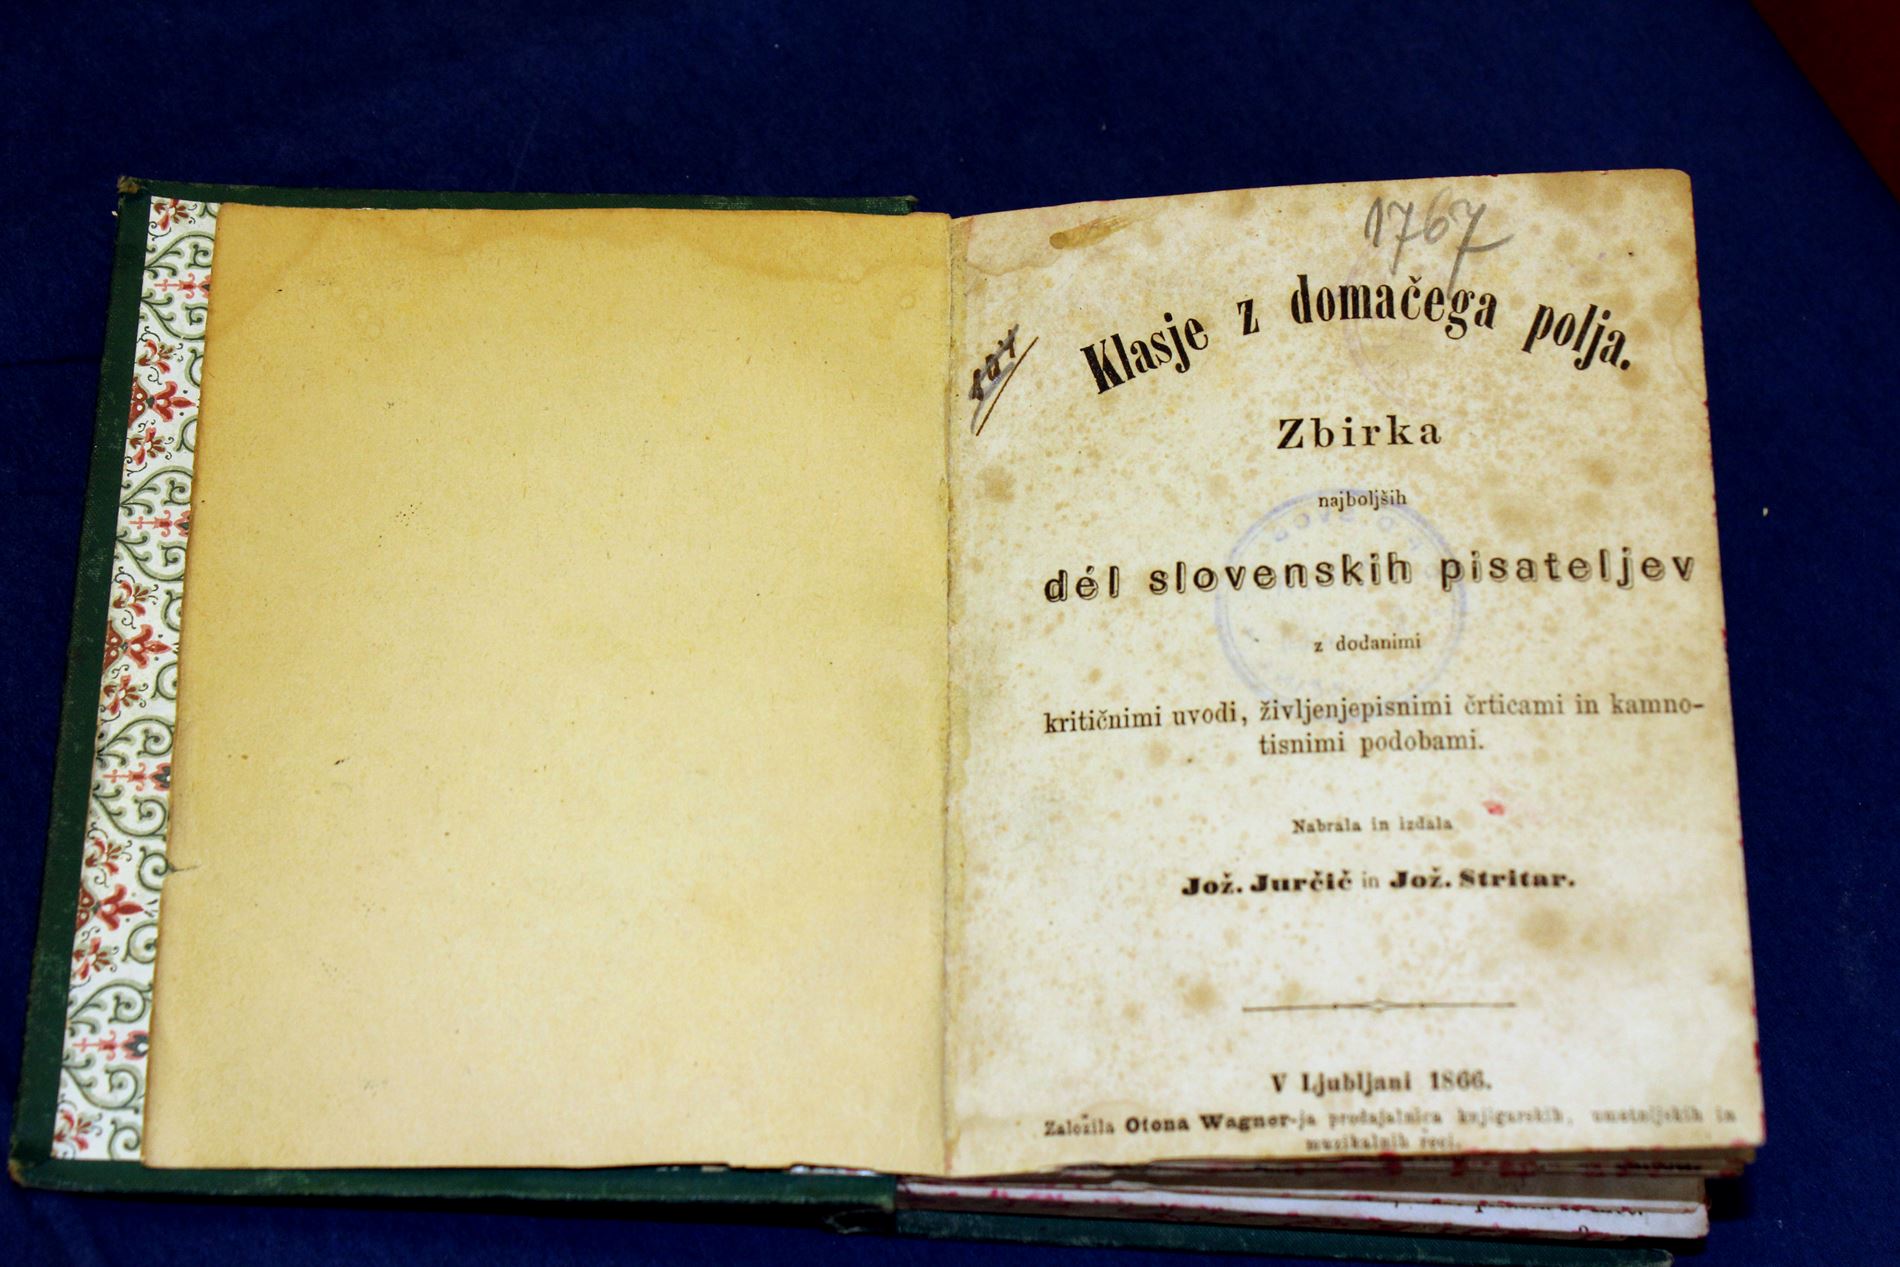 1767
Klasje z domačega polja.
Zbirka
najboljših
dél slovenskih pisateljev
z dodanimi
kritičnimi uvodi, življenjepisnimi črticami in kamno-
tisnimi podobami.
Nabrala in izdala
Jož. Jurčič in Jož. Stritar.
V Ljubljani 1866.
Založila Otona Wagner-ja prodajalnica knjigarskih, umetnijskih in
muzikalnih reči.